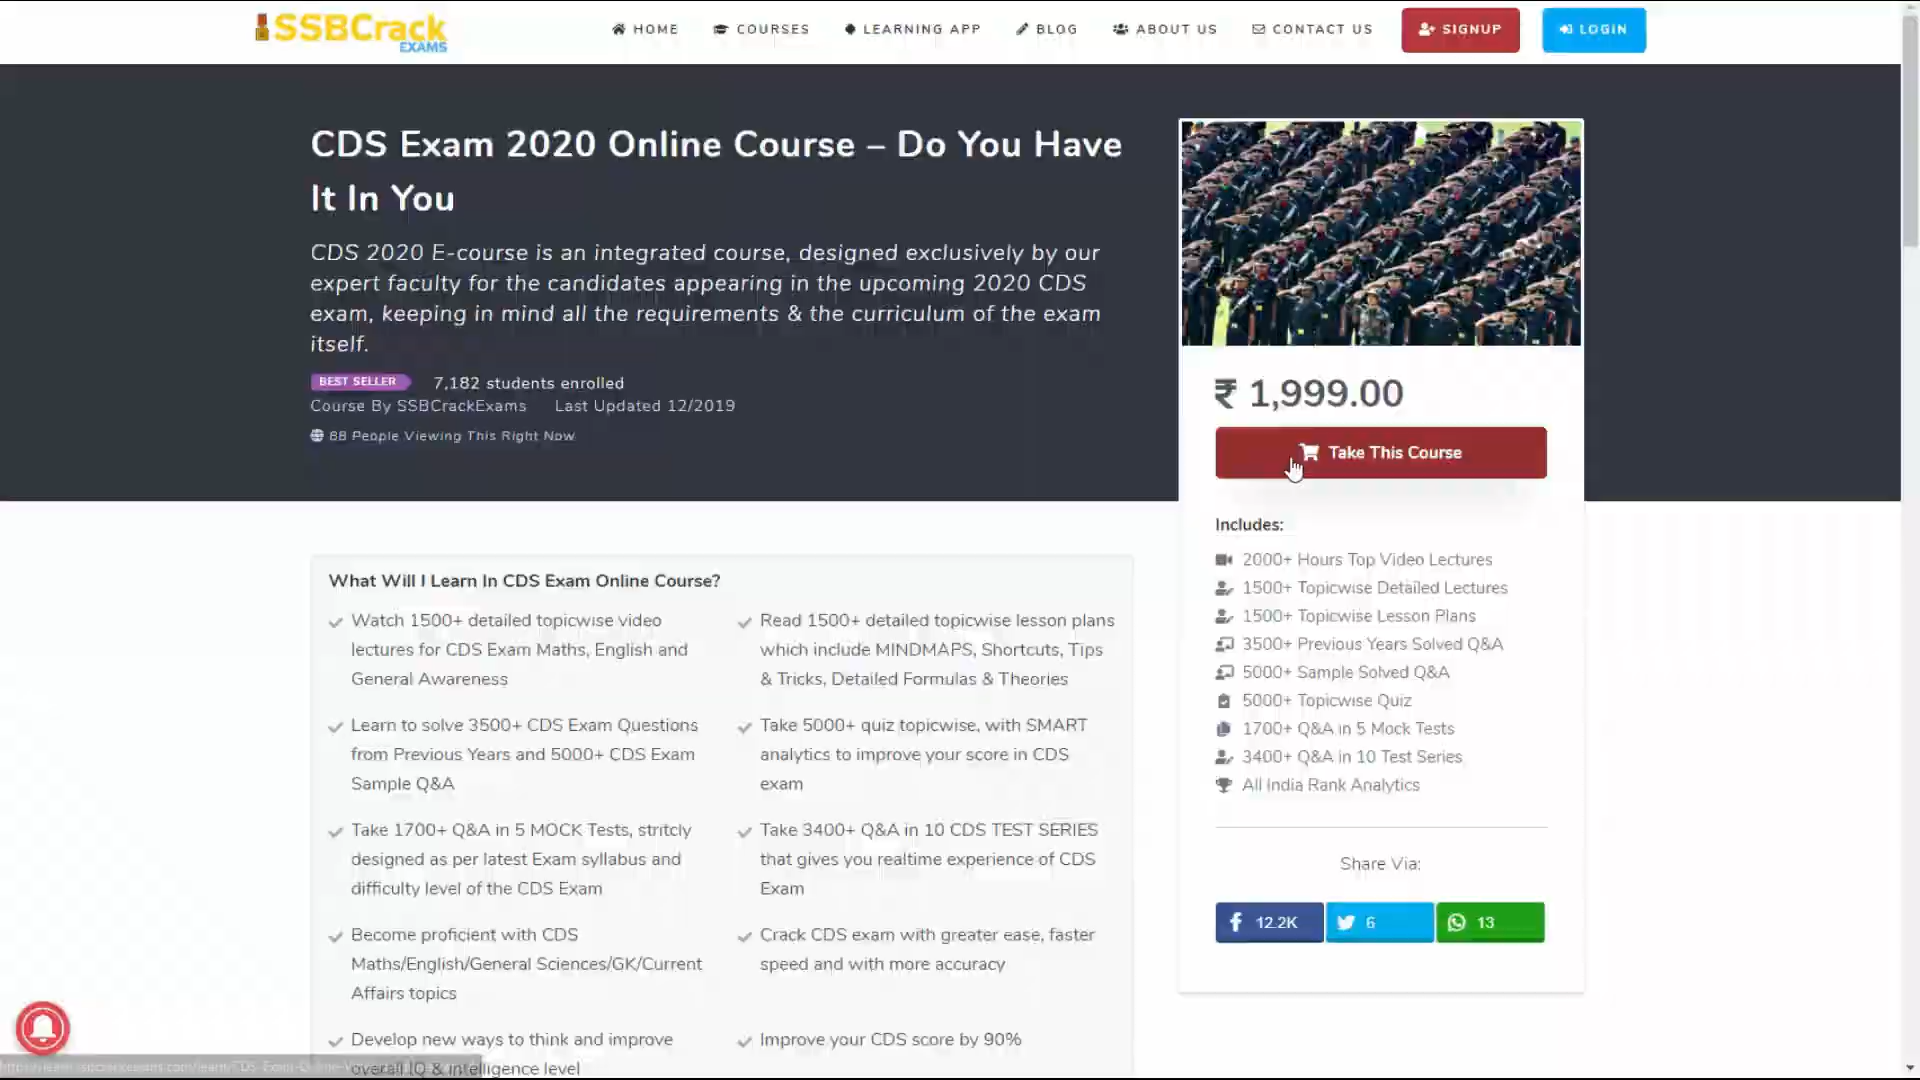 SSBCrack
EXAMS
HOME
COURSES
LEARNING APP
BLOG
ABOUT US
CONTACT US
SIGNUP
LOGIN
CDS Exam 2020 Online Course – Do You Have
It In You
CDS 2020 E-course is an integrated course, designed exclusively by our
expert faculty for the candidates appearing in the upcoming 2020 CDS
exam, keeping in mind all the requirements & the curriculum of the exam
itself.
BEST SELLER 7,182 students enrolled
Course By SSBCrackExams Last Updated 12/2019
88 People Viewing This Right Now
₹ 1,999.00
Take This Course
Includes:
2000+ Hours Top Video Lectures
1500+ Topicwise Detailed Lectures
1500+ Topicwise Lesson Plans
3500+ Previous Years Solved Q&A
5000+ Sample Solved Q&A
5000+ Topicwise Quiz
1700+ Q&A in 5 Mock Tests
3400+ Q&A in 10 Test Series
All India Rank Analytics
Share Via:
12.2K
6
13
What Will I Learn In CDS Exam Online Course?
Watch 1500+ detailed topicwise video
lectures for CDS Exam Maths, English and
General Awareness
Read 1500+ detailed topicwise lesson plans
which include MINDMAPS, Shortcuts, Tips
& Tricks, Detailed Formulas & Theories
Learn to solve 3500+ CDS Exam Questions
from Previous Years and 5000+ CDS Exam
Sample Q&A
Take 5000+ quiz topicwise, with SMART
analytics to improve your score in CDS
exam
Take 1700+ Q&A in 5 MOCK Tests, stritcly
designed as per latest Exam syllabus and
difficulty level of the CDS Exam
Take 3400+ Q&A in 10 CDS TEST SERIES
that gives you realtime experience of CDS
Exam
Become proficient with CDS
Maths/English/General Sciences/GK/Current
Affairs topics
Crack CDS exam with greater ease, faster
speed and with more accuracy
Develop new ways to think and improve
overall IQ & intelligence level
Improve your CDS score by 90%